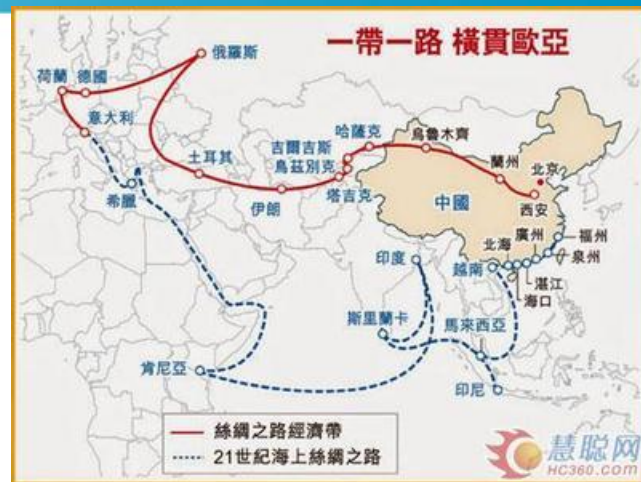 一帶一路 橫貫歐亞
俄羅斯
荷蘭
德國
意大利
哈薩克
烏魯木齊
吉爾吉斯
烏茲別克
土耳其
蘭州
北京
塔吉克
伊朗
希臘
中國
西安
廣州
福州
北海
泉州
印度
越南
湛江
海口
斯里蘭卡
馬來西亞
肯尼亞
印尼
絲綢之路經濟帶
21世紀海上絲綢之路
慧聪网
HC360.com